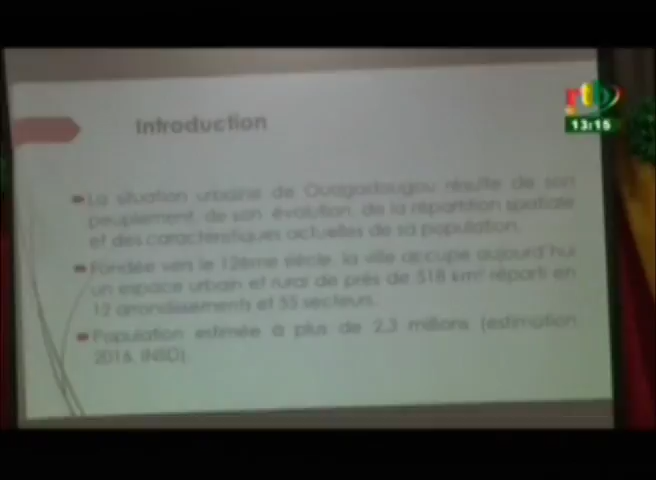 rtb
13:15
Introduction
La situation urbaine de Ouagadougou résulte de son
peuplement, de son évolution, de la répartition spatiale
et des caractéristiques actuelles de sa population.
Fondée vers le 12ème siècle, la ville occupe aujourd'hui
un espace urbain et rural de près de 518 km² réparti en
12 arrondissements et 55 secteurs.
Population estimée à plus de 2,3 millions (estimation
2016, INSD).